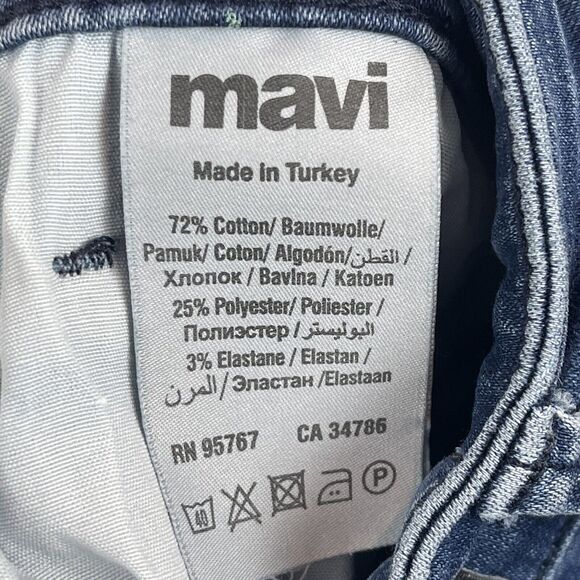 mavi
Made in Turkey
72% Cotton/ Baumwolle/
Pamuk/ Coton/ Algodón/القطن /
Хлопок / Bavlna / Katoen
25% Polyester/ Poliester /
Полиэстер /البوليستر/
3% Elastane / Elastan /
المرن / Эластан /Elastaan
RN 95767 CA 34786
40 P